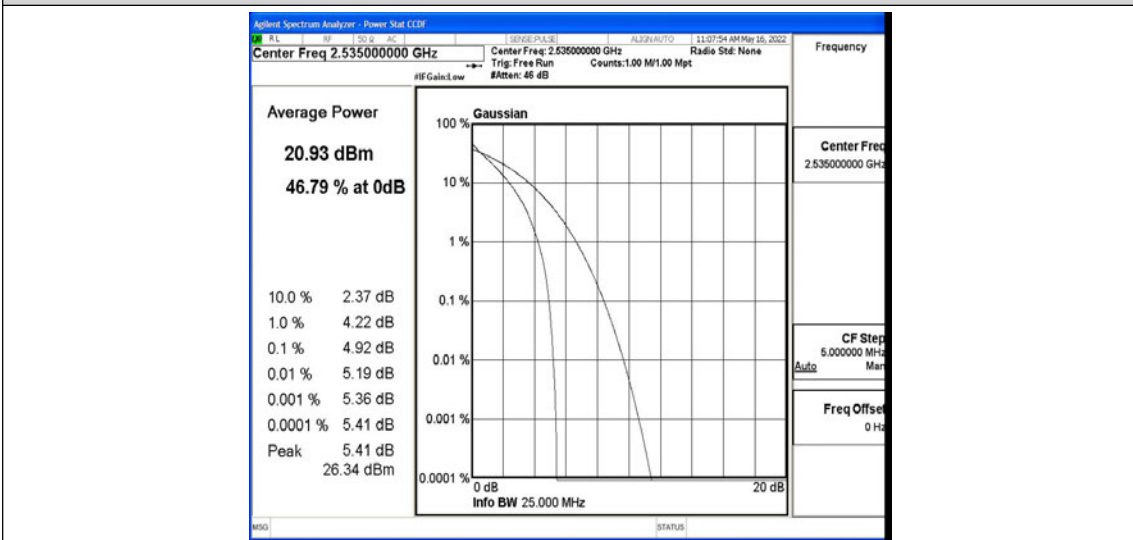 Agilent Spectrum Analyzer - Power Stat CCDF
RL RF 50 Ω AC SENSE:PULSE ALIGNAUTO 11:07:54 AM May 16, 2022
Center Freq 2.535000000 GHz
Center Freq: 2.535000000 GHz Radio Std: None
Trig: Free Run Counts:1.00 M/1.00 Mpt
#IFGain:Low #Atten: 46 dB
Frequency
Average Power
20.93 dBm
46.79 % at 0dB
10.0 % 2.37 dB
1.0 % 4.22 dB
0.1 % 4.92 dB
0.01 % 5.19 dB
0.001 % 5.36 dB
0.0001 % 5.41 dB
Peak 5.41 dB
26.34 dBm
Gaussian
100 %
10 %
1 %
0.1 %
0.01 %
0.001 %
0.0001 %
0 dB 20 dB
Info BW 25.000 MHz
Center Freq
2.535000000 GHz
CF Step
5.000000 MHz
Auto Man
Freq Offset
0 Hz
MSG STATUS